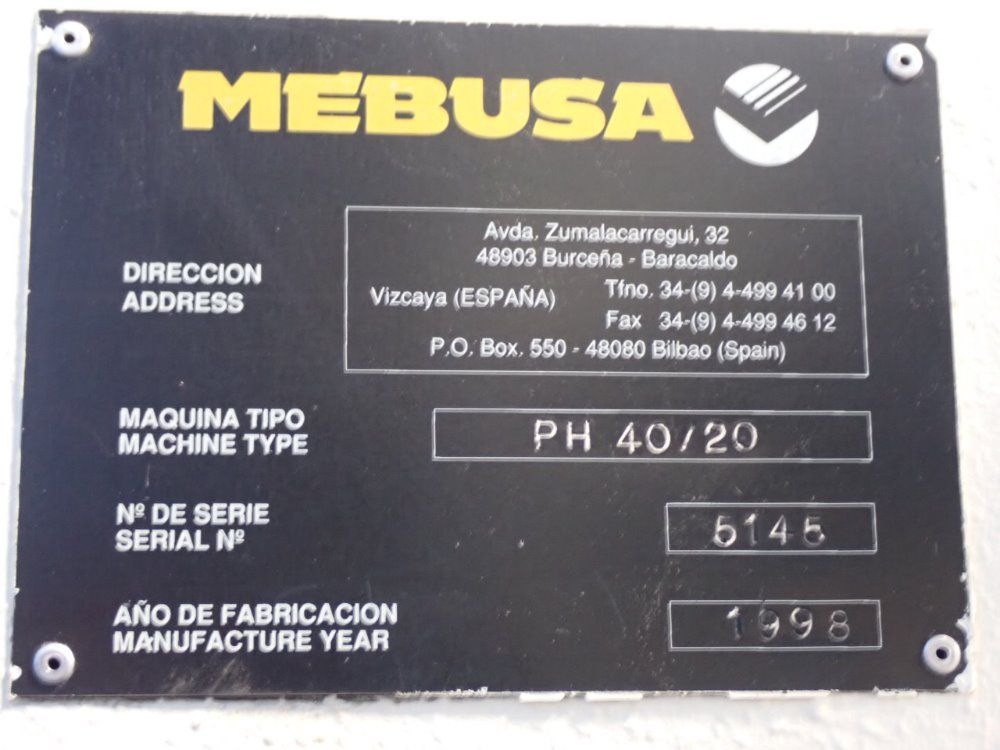 MEBUSA
DIRECCION
ADDRESS
Avda. Zumalacarregui, 32
48903 Burceña - Baracaldo
Vizcaya (ESPAÑA) Tfno. 34-(9) 4-499 41 00
Fax 34-(9) 4-499 46 12
P.O. Box. 550 - 48080 Bilbao (Spain)
MAQUINA TIPO
MACHINE TYPE
PH 40/20
Nº DE SERIE
SERIAL Nº
5145
AÑO DE FABRICACION
MANUFACTURE YEAR
1998